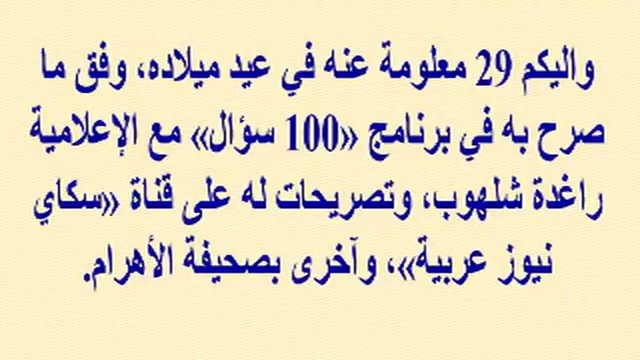 واليكم 29 معلومة عنه في عيد ميلاده، وفق ما
صرح به في برنامج «100 سؤال» مع الإعلامية
راغدة شلهوب، وتصريحات له على قناة «سكاي
نيوز عربية»، وآخرى بصحيفة الأهرام.